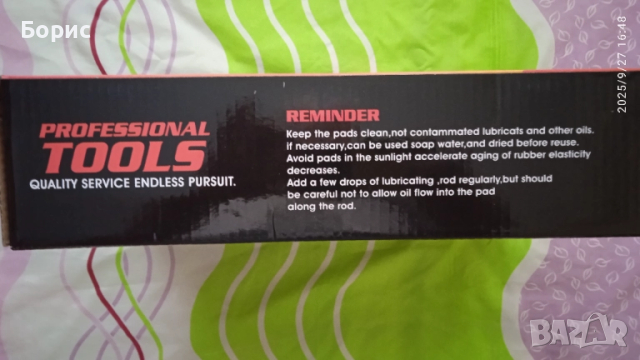 Борис
2025/9/27 16:48
PROFESSIONAL
TOOLS
QUALITY SERVICE ENDLESS PURSUIT.
REMINDER
Keep the pads clean,not contammated lubricats and other oils.
if necessary,can be used soap water,and dried before reuse.
Avoid pads in the sunlight accelerate aging of rubber elasticity
decreases.
Add a few drops of lubricating ,rod regularly,but should
be careful not to allow oil flow into the pad
along the rod.
BAZAR